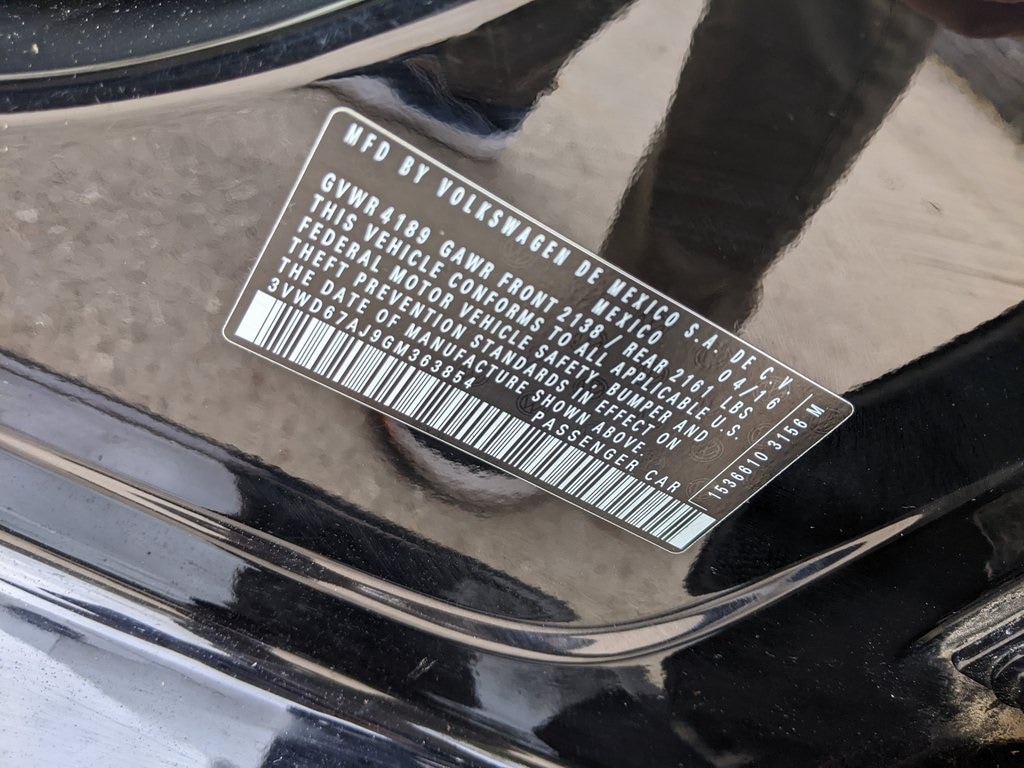 MFD BY VOLKSWAGEN DE MEXICO S.A. DE C.V.
MEXICO 04/16
GVWR 4189 GAWR FRONT 2138 / REAR 2161 LBS
THIS VEHICLE CONFORMS TO ALL APPLICABLE U.S.
FEDERAL MOTOR VEHICLE SAFETY BUMPER AND
THEFT PREVENTION STANDARDS IN EFFECT ON
THE DATE OF MANUFACTURE SHOWN ABOVE
3VWD67AJ9GM363854 PASSENGER CAR
1536610 3156 M